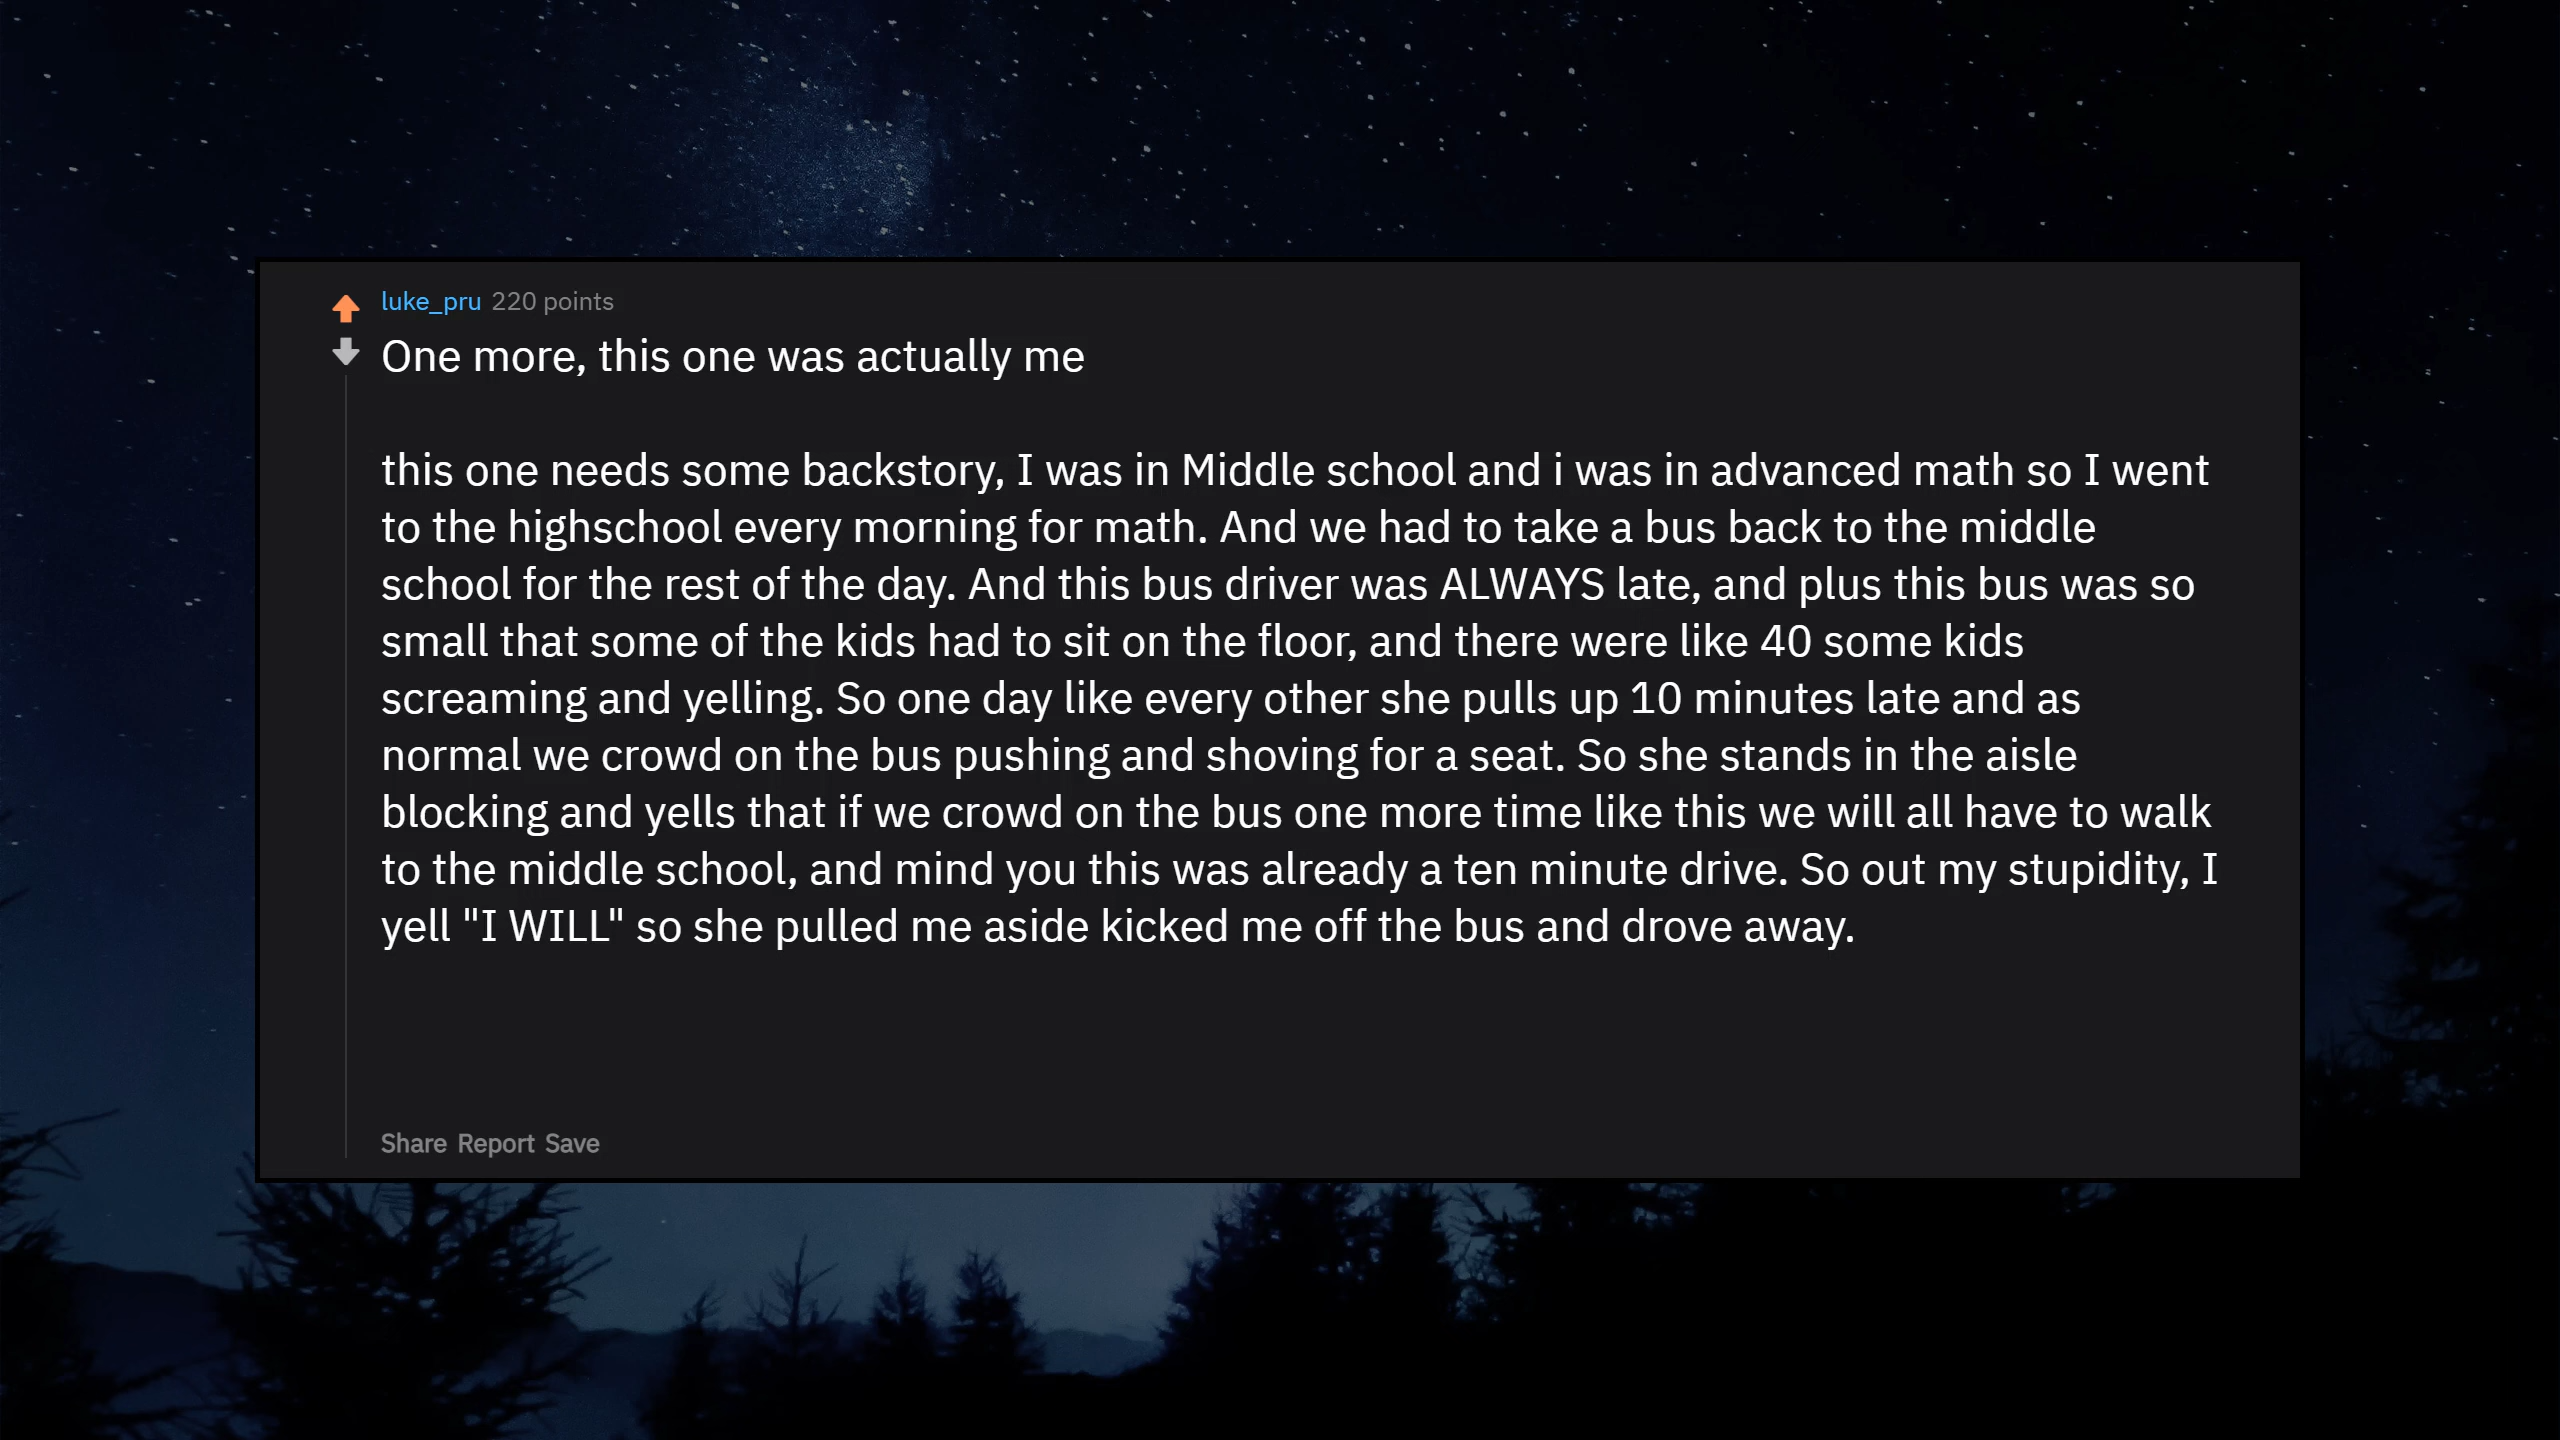 luke_pru 220 points
One more, this one was actually me
this one needs some backstory, I was in Middle school and i was in advanced math so I went
to the highschool every morning for math. And we had to take a bus back to the middle
school for the rest of the day. And this bus driver was ALWAYS late, and plus this bus was so
small that some of the kids had to sit on the floor, and there were like 40 some kids
screaming and yelling. So one day like every other she pulls up 10 minutes late and as
normal we crowd on the bus pushing and shoving for a seat. So she stands in the aisle
blocking and yells that if we crowd on the bus one more time like this we will all have to walk
to the middle school, and mind you this was already a ten minute drive. So out my stupidity, I
yell "I WILL" so she pulled me aside kicked me off the bus and drove away.
Share Report Save